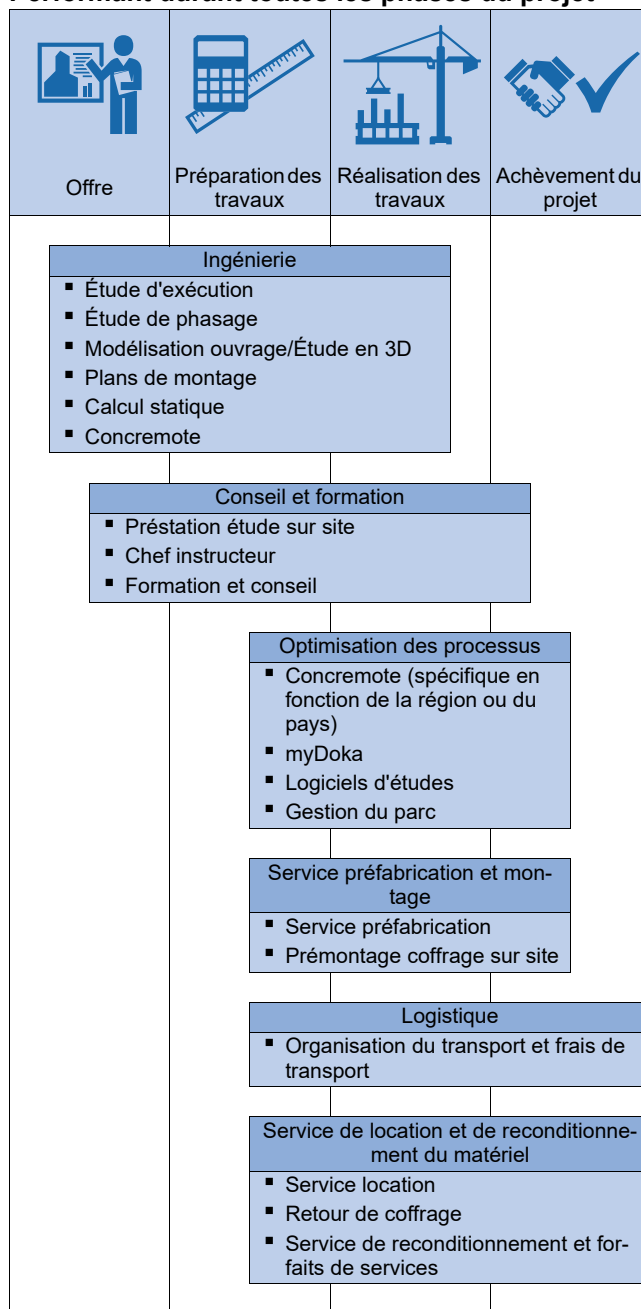 Performant durant toutes les phases du projet
Offre
Préparation des
travaux
Réalisation des
travaux
Achèvement du
projet
Ingénierie
▪ Étude d'exécution
▪ Étude de phasage
▪ Modélisation ouvrage/Étude en 3D
▪ Plans de montage
▪ Calcul statique
▪ Concremote
Conseil et formation
▪ Préstation étude sur site
▪ Chef instructeur
▪ Formation et conseil
Optimisation des processus
▪ Concremote (spécifique en
fonction de la région ou du
pays)
▪ myDoka
▪ Logiciels d'études
▪ Gestion du parc
Service préfabrication et mon-
tage
▪ Service préfabrication
▪ Prémontage coffrage sur site
Logistique
▪ Organisation du transport et frais de
transport
Service de location et de reconditionne-
ment du matériel
▪ Service location
▪ Retour de coffrage
▪ Service de reconditionnement et for-
faits de services